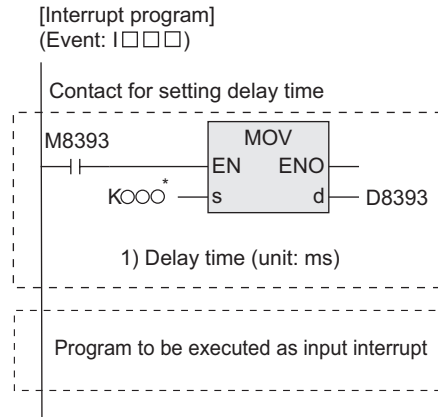 [Interrupt program]
(Event: I□□□)
Contact for setting delay time
M8393
MOV
EN ENO
K○○○* s d D8393
1) Delay time (unit: ms)
Program to be executed as input interrupt